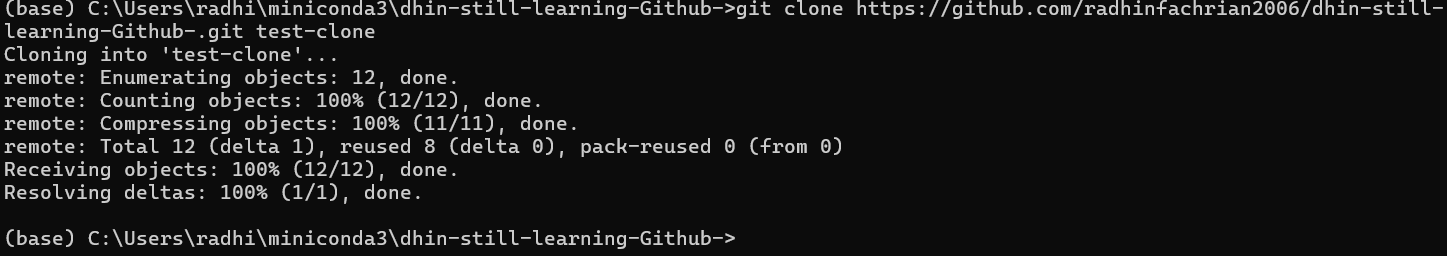 (base) C:\Users\radhi\miniconda3\dhin-still-learning-Github->git clone https://github.com/radhinfachrian2006/dhin-still-
learning-Github-.git test-clone
Cloning into 'test-clone'...
remote: Enumerating objects: 12, done.
remote: Counting objects: 100% (12/12), done.
remote: Compressing objects: 100% (11/11), done.
remote: Total 12 (delta 1), reused 8 (delta 0), pack-reused 0 (from 0)
Receiving objects: 100% (12/12), done.
Resolving deltas: 100% (1/1), done.
(base) C:\Users\radhi\miniconda3\dhin-still-learning-Github->